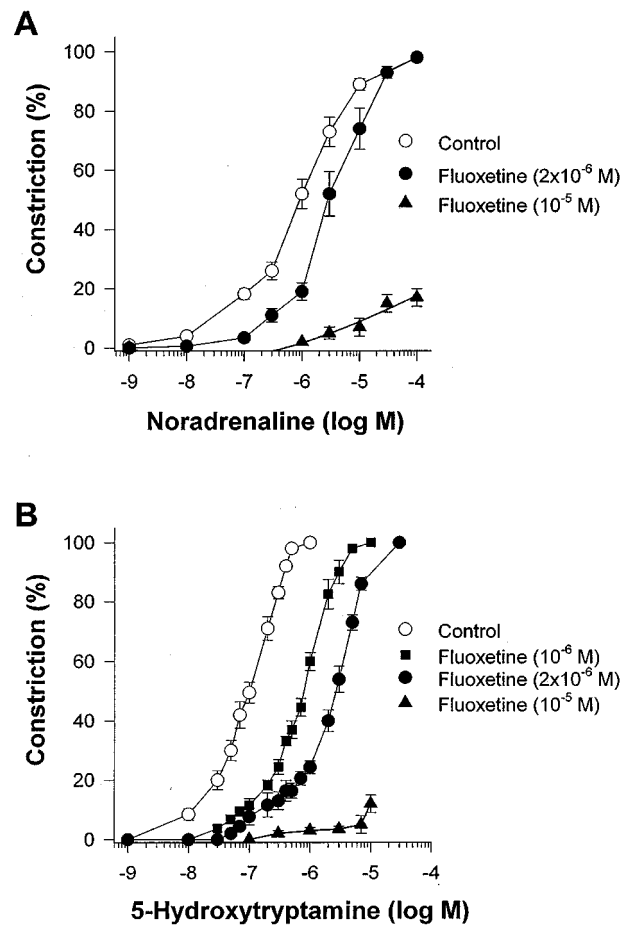 A
100
80
60
40
20
0
Constriction (%)
Control
Fluoxetine (2x10⁻⁶ M)
Fluoxetine (10⁻⁵ M)
-9 -8 -7 -6 -5 -4
Noradrenaline (log M)
B
100
80
60
40
20
0
Constriction (%)
Control
Fluoxetine (10⁻⁶ M)
Fluoxetine (2x10⁻⁶ M)
Fluoxetine (10⁻⁵ M)
-9 -8 -7 -6 -5 -4
5-Hydroxytryptamine (log M)